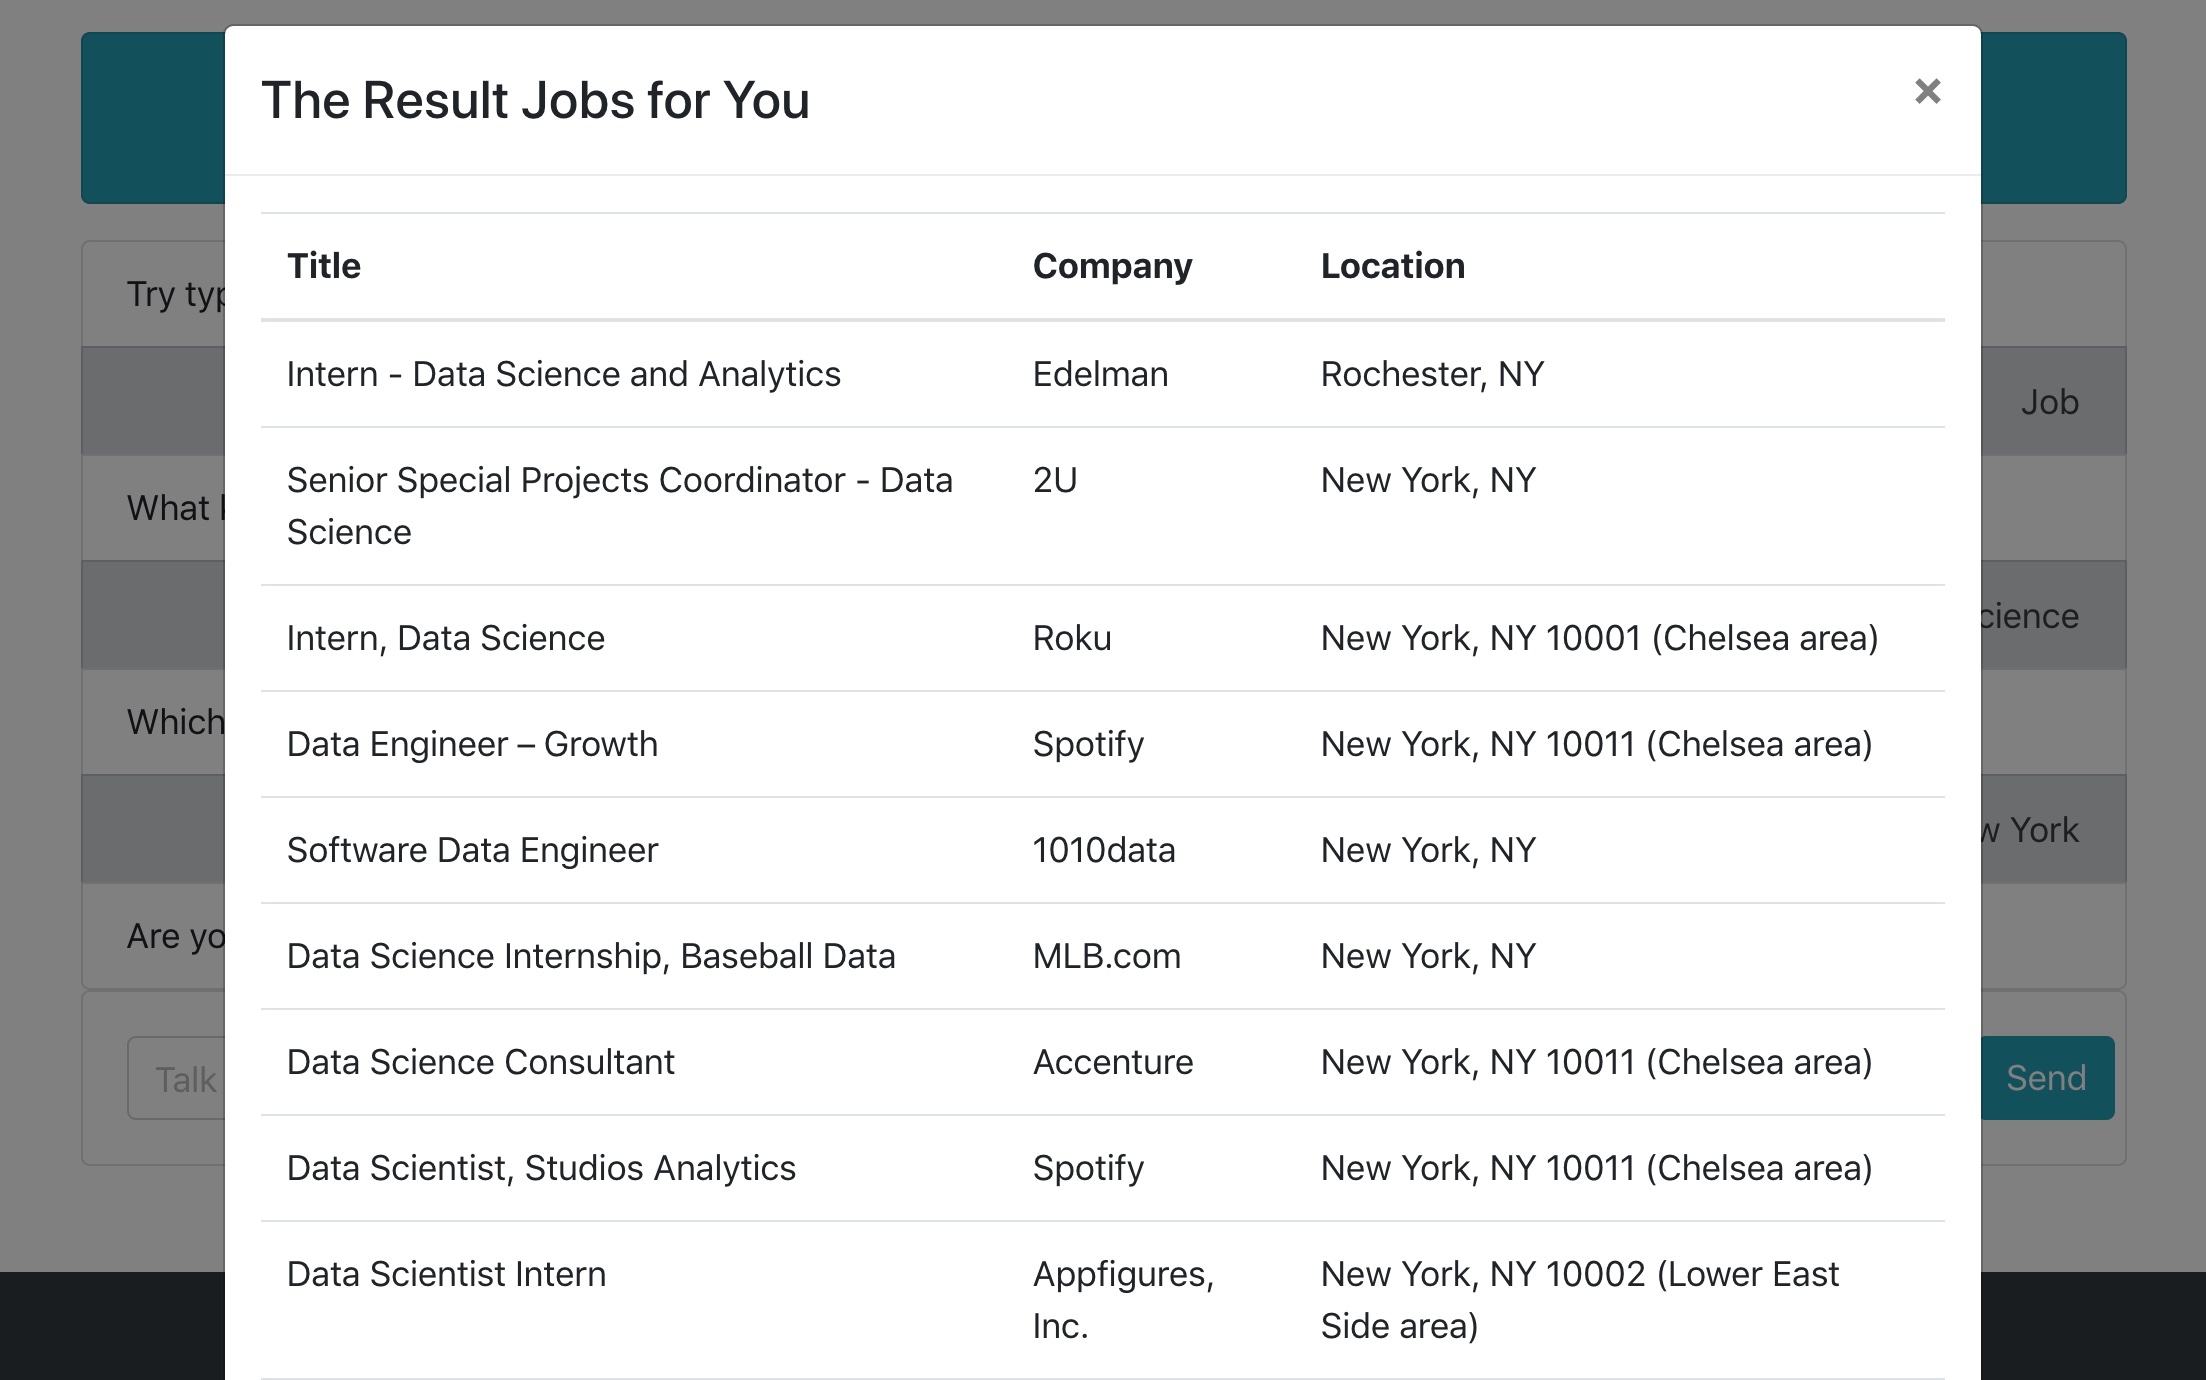 The Result Jobs for You ×
Title Company Location
Intern - Data Science and Analytics Edelman Rochester, NY
Senior Special Projects Coordinator - Data 2U New York, NY
Science
Intern, Data Science Roku New York, NY 10001 (Chelsea area)
Data Engineer – Growth Spotify New York, NY 10011 (Chelsea area)
Software Data Engineer 1010data New York, NY
Data Science Internship, Baseball Data MLB.com New York, NY
Data Science Consultant Accenture New York, NY 10011 (Chelsea area)
Data Scientist, Studios Analytics Spotify New York, NY 10011 (Chelsea area)
Data Scientist Intern Appfigures, New York, NY 10002 (Lower East
Inc. Side area)
Try
Job
What
Which
York
Are
Talk
Send